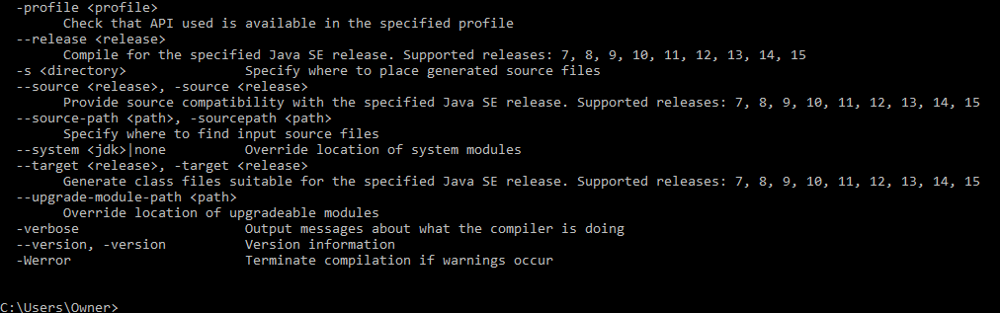 -profile <profile>
Check that API used is available in the specified profile
--release <release>
Compile for the specified Java SE release. Supported releases: 7, 8, 9, 10, 11, 12, 13, 14, 15
-s <directory> Specify where to place generated source files
--source <release>, -source <release>
Provide source compatibility with the specified Java SE release. Supported releases: 7, 8, 9, 10, 11, 12, 13, 14, 15
--source-path <path>, -sourcepath <path>
Specify where to find input source files
--system <jdk>|none Override location of system modules
--target <release>, -target <release>
Generate class files suitable for the specified Java SE release. Supported releases: 7, 8, 9, 10, 11, 12, 13, 14, 15
--upgrade-module-path <path>
Override location of upgradeable modules
-verbose Output messages about what the compiler is doing
--version, -version Version information
-Werror Terminate compilation if warnings occur
C:\Users\Owner>